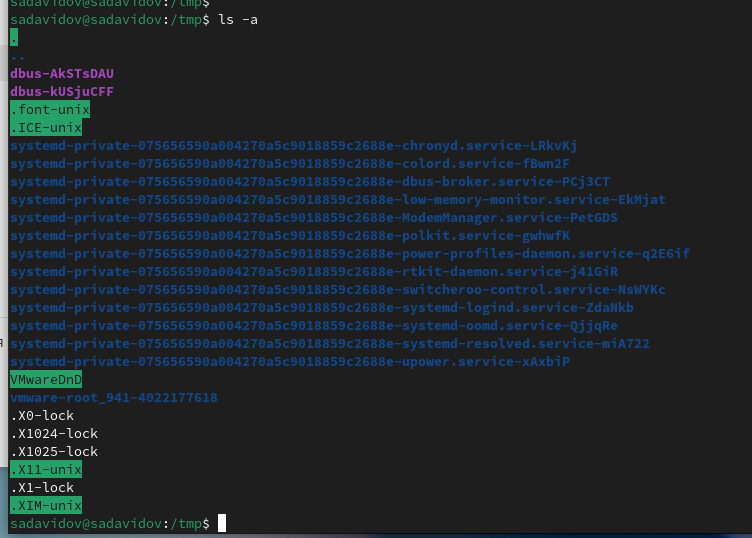 sadavidov@sadavidov:/tmp$
sadavidov@sadavidov:/tmp$ ls -a
.
..
dbus-AkSTsDAU
dbus-kUSjuCFF
.font-unix
.ICE-unix
systemd-private-075656590a004270a5c9018859c2688e-chronyd.service-LRkvKj
systemd-private-075656590a004270a5c9018859c2688e-colord.service-fBwn2F
systemd-private-075656590a004270a5c9018859c2688e-dbus-broker.service-PCj3CT
systemd-private-075656590a004270a5c9018859c2688e-low-memory-monitor.service-EkMjat
systemd-private-075656590a004270a5c9018859c2688e-ModemManager.service-PetGDS
systemd-private-075656590a004270a5c9018859c2688e-polkit.service-gwhwfK
systemd-private-075656590a004270a5c9018859c2688e-power-profiles-daemon.service-q2E6if
systemd-private-075656590a004270a5c9018859c2688e-rtkit-daemon.service-j41GiR
systemd-private-075656590a004270a5c9018859c2688e-switcheroo-control.service-NsWYKc
systemd-private-075656590a004270a5c9018859c2688e-systemd-logind.service-ZdaNkb
systemd-private-075656590a004270a5c9018859c2688e-systemd-oomd.service-QjjqRe
systemd-private-075656590a004270a5c9018859c2688e-systemd-resolved.service-miA722
systemd-private-075656590a004270a5c9018859c2688e-upower.service-xAxbiP
VMwareDnD
vmware-root_941-4022177618
.X0-lock
.X1024-lock
.X1025-lock
.X11-unix
.X1-lock
.XIM-unix
sadavidov@sadavidov:/tmp$